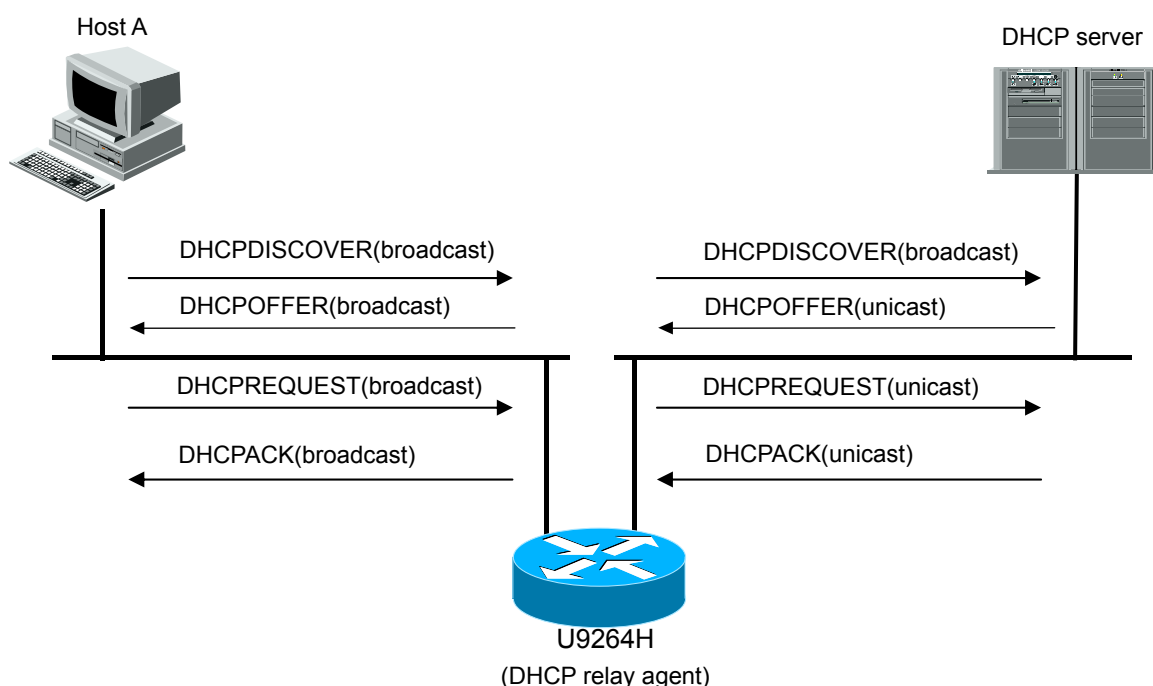 Host A
DHCP server
DHCPDISCOVER(broadcast)
DHCPDISCOVER(broadcast)
DHCPOFFER(broadcast)
DHCPOFFER(unicast)
DHCPREQUEST(broadcast)
DHCPREQUEST(unicast)
DHCPACK(broadcast)
DHCPACK(unicast)
U9264H
(DHCP relay agent)